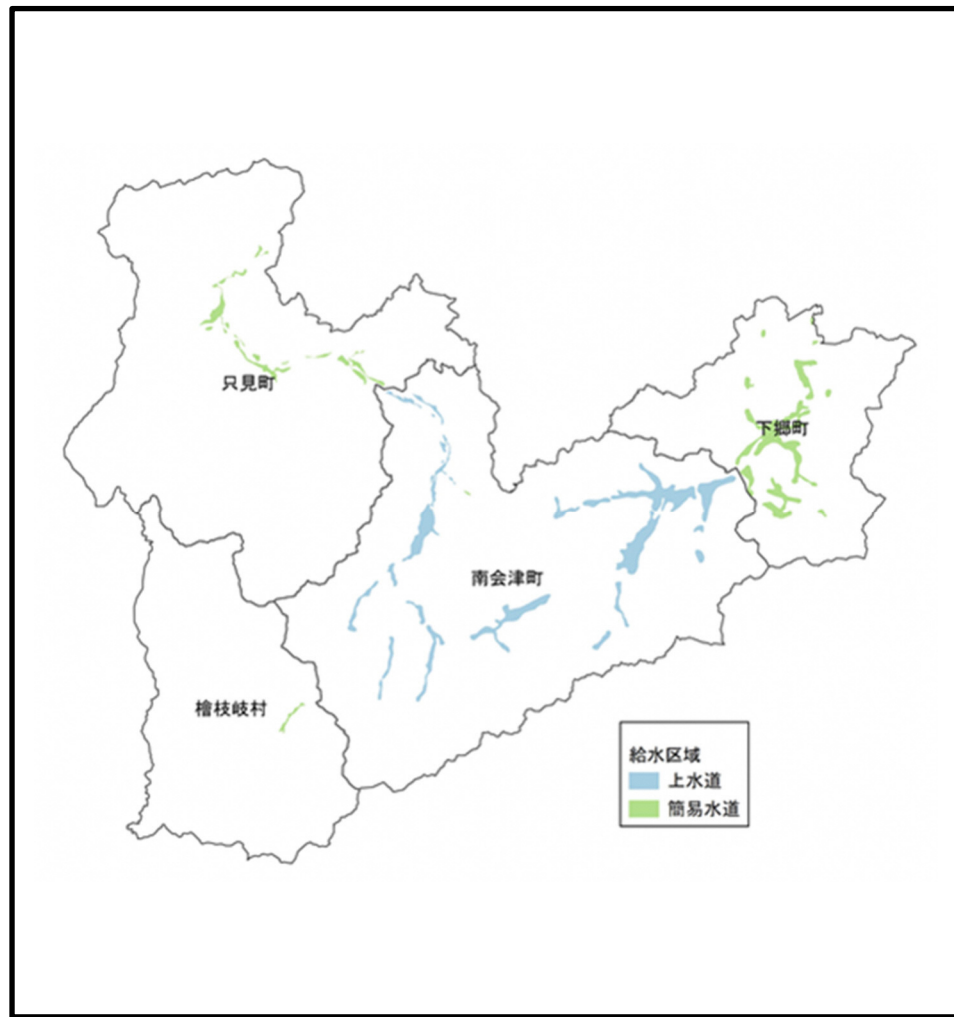 只見町
下郷町
南会津町
檜枝岐村
給水区域
上水道
簡易水道